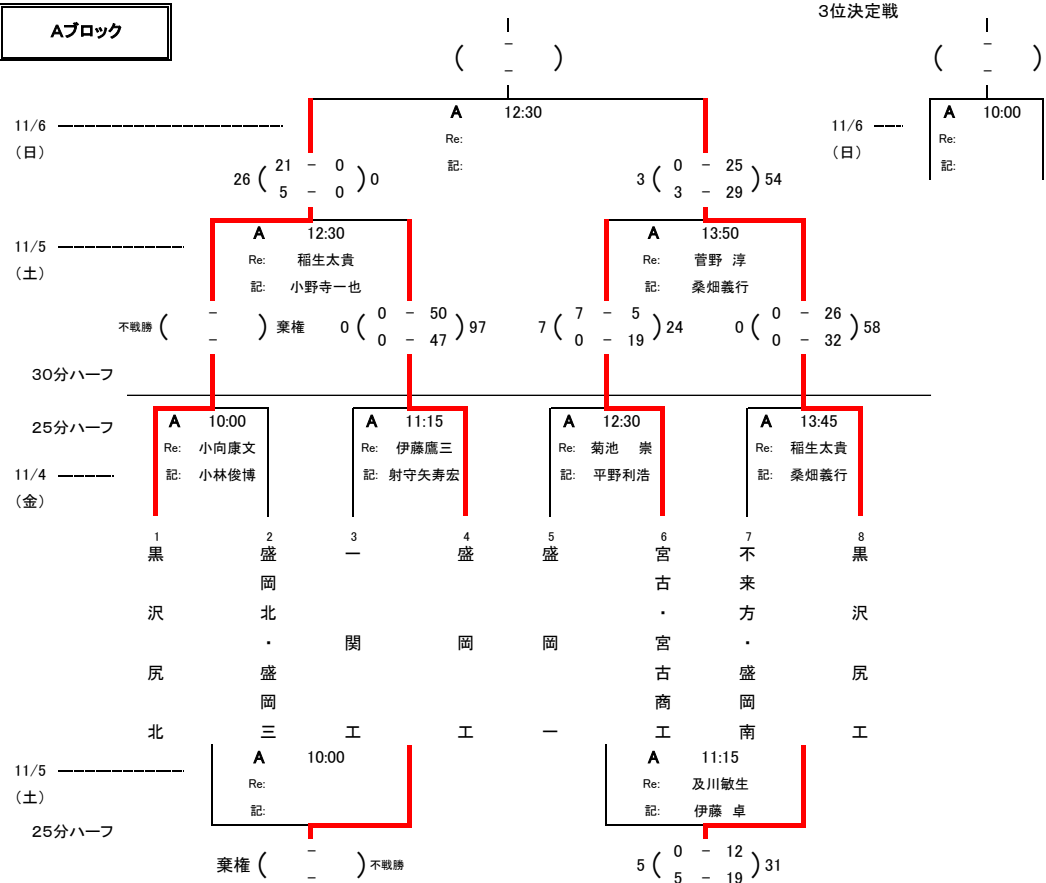 Aブロック
3位決定戦
( - - )
( - - )
11/6
(日)
A 12:30
Re:
記:
11/6
(日)
A 10:00
Re:
記:
26 ( 21 - 0 ) 0
5 - 0
3 ( 0 - 25 ) 54
3 - 29
11/5
(土)
A 12:30
Re: 稲生太貴
記: 小野寺一也
A 13:50
Re: 菅野 淳
記: 桑畑義行
不戦勝 ( - - ) 棄権
0 ( 0 - 50 ) 97
0 - 47
7 ( 7 - 5 ) 24
0 - 19
0 ( 0 - 26 ) 58
0 - 32
30分ハーフ
25分ハーフ
11/4
(金)
A 10:00
Re: 小向康文
記: 小林俊博
A 11:15
Re: 伊藤鷹三
記: 射守矢寿宏
A 12:30
Re: 菊池 崇
記: 平野利浩
A 13:45
Re: 稲生太貴
記: 桑畑義行
1 黒沢尻北
2 盛岡北・盛岡三
3 一関工
4 盛岡工
5 盛岡一
6 宮古・宮古商工
7 不来方・盛岡南
8 黒沢尻工
11/5
(土)
25分ハーフ
A 10:00
Re:
記:
A 11:15
Re: 及川敏生
記: 伊藤 卓
棄権 ( - - ) 不戦勝
5 ( 0 - 12 ) 31
5 - 19